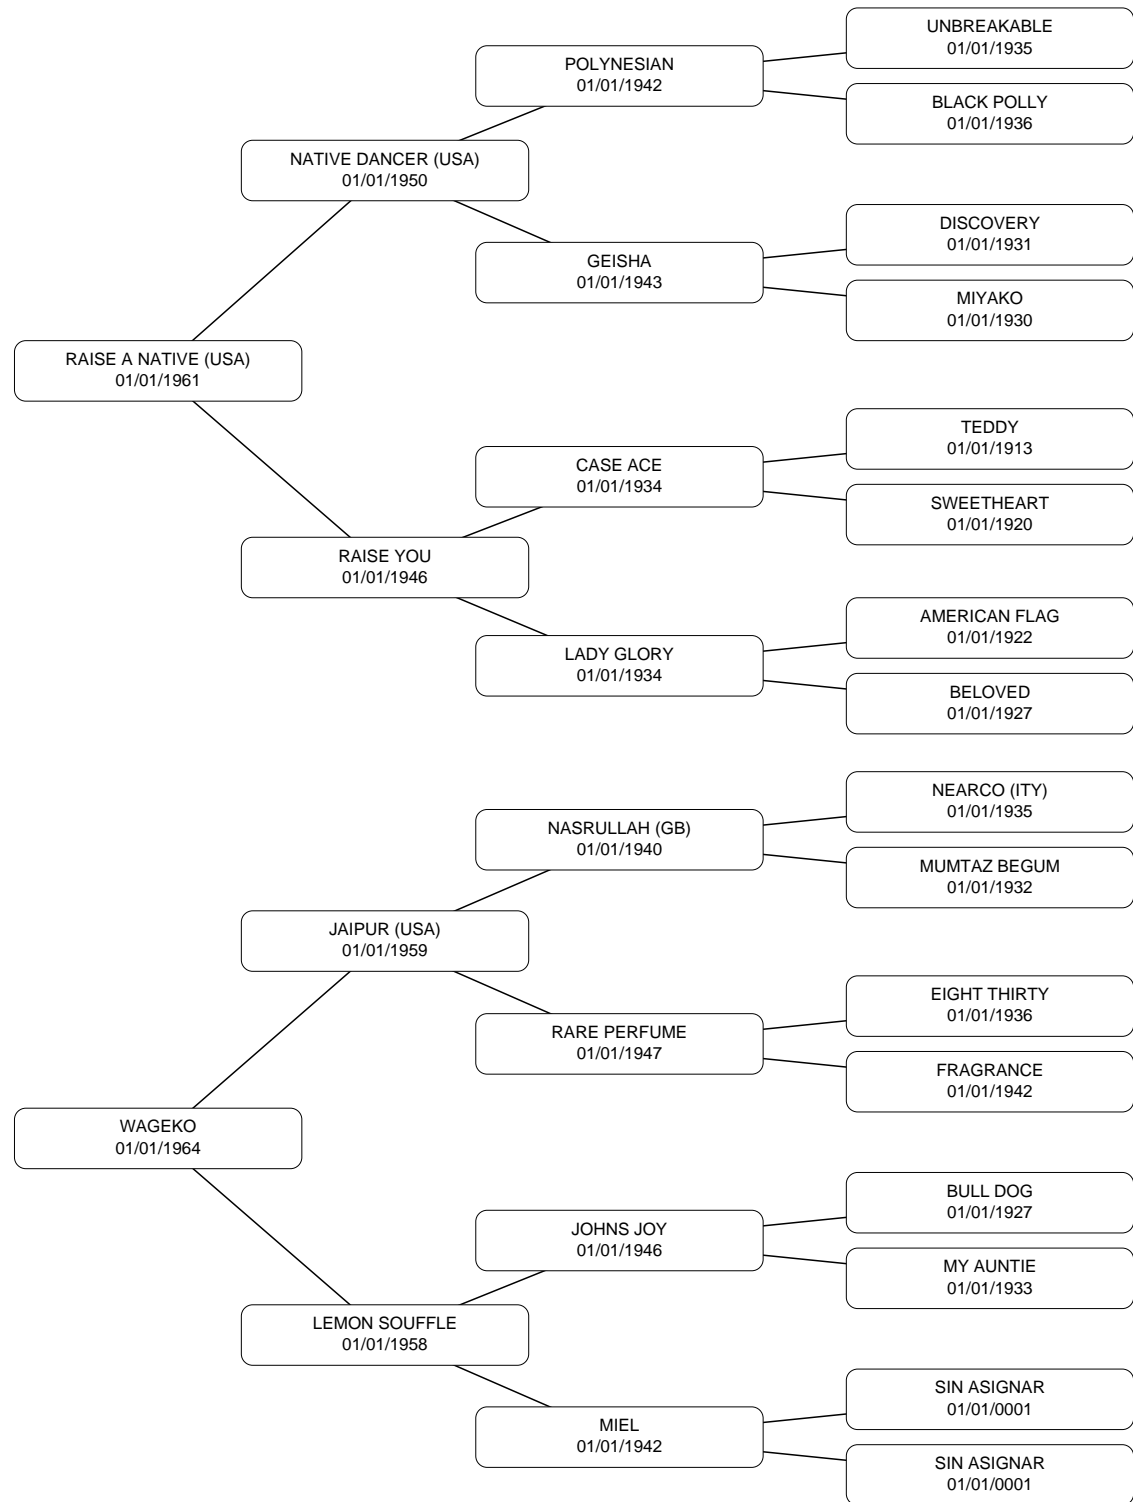 UNBREAKABLE
01/01/1935
POLYNESIAN
01/01/1942
BLACK POLLY
01/01/1936
NATIVE DANCER (USA)
01/01/1950
DISCOVERY
01/01/1931
GEISHA
01/01/1943
MIYAKO
01/01/1930
RAISE A NATIVE (USA)
01/01/1961
TEDDY
01/01/1913
CASE ACE
01/01/1934
SWEETHEART
01/01/1920
RAISE YOU
01/01/1946
AMERICAN FLAG
01/01/1922
LADY GLORY
01/01/1934
BELOVED
01/01/1927
NEARCO (ITY)
01/01/1935
NASRULLAH (GB)
01/01/1940
MUMTAZ BEGUM
01/01/1932
JAIPUR (USA)
01/01/1959
EIGHT THIRTY
01/01/1936
RARE PERFUME
01/01/1947
FRAGRANCE
01/01/1942
WAGEKO
01/01/1964
BULL DOG
01/01/1927
JOHNS JOY
01/01/1946
MY AUNTIE
01/01/1933
LEMON SOUFFLE
01/01/1958
SIN ASIGNAR
01/01/0001
MIEL
01/01/1942
SIN ASIGNAR
01/01/0001